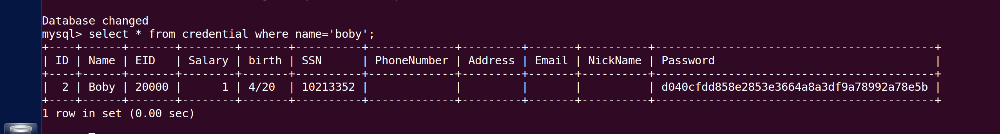 Database changed
mysql> select * from credential where name='boby';
+----+------+-------+--------+-------+----------+-------------+---------+-------+----------+------------------------------------------+
| ID | Name | EID   | Salary | birth | SSN      | PhoneNumber | Address | Email | NickName | Password                                 |
+----+------+-------+--------+-------+----------+-------------+---------+-------+----------+------------------------------------------+
|  2 | Boby | 20000 |      1 | 4/20  | 10213352 |             |         |       |          | d040cfdd858e2853e3664a8a3df9a78992a78e5b |
+----+------+-------+--------+-------+----------+-------------+---------+-------+----------+------------------------------------------+
1 row in set (0.00 sec)